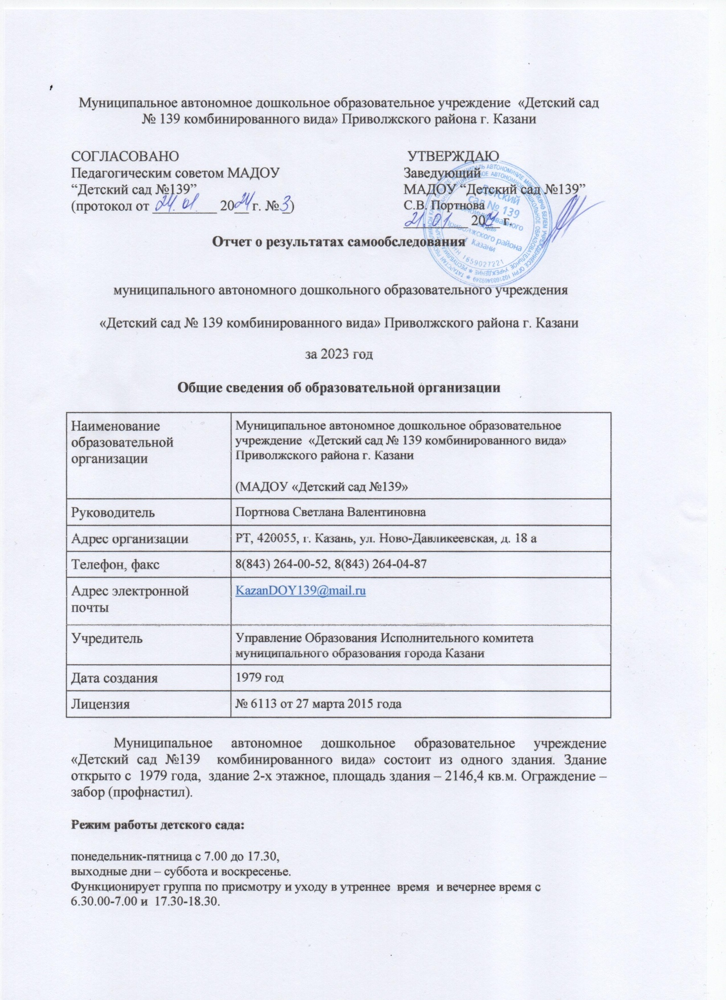 Муниципальное автономное дошкольное образовательное учреждение «Детский сад
№ 139 комбинированного вида» Приволжского района г. Казани
СОГЛАСОВАНО
Педагогическим советом МАДОУ
“Детский сад №139”
(протокол от 24.01. 2024 г. №3)
УТВЕРЖДАЮ
Заведующий
МАДОУ “Детский сад №139”
С.В. Портнова
21.01 2024 г.
Детский
сад № 139
комбинированного
вида»
Приволжского района
г. Казани
ИНН 1659027221
Отчет о результатах самообследования
муниципального автономного дошкольного образовательного учреждения
«Детский сад № 139 комбинированного вида» Приволжского района г. Казани
за 2023 год
Общие сведения об образовательной организации
Наименование
образовательной
организации
Муниципальное автономное дошкольное образовательное
учреждение «Детский сад № 139 комбинированного вида»
Приволжского района г. Казани
(МАДОУ «Детский сад №139»
Руководитель
Портнова Светлана Валентиновна
Адрес организации
РТ, 420055, г. Казань, ул. Ново-Давликеевская, д. 18 а
Телефон, факс
8(843) 264-00-52, 8(843) 264-04-87
Адрес электронной
почты
KazanDOY139@mail.ru
Учредитель
Управление Образования Исполнительного комитета
муниципального образования города Казани
Дата создания
1979 год
Лицензия
№ 6113 от 27 марта 2015 года
Муниципальное автономное дошкольное образовательное учреждение
«Детский сад №139 комбинированного вида» состоит из одного здания. Здание
открыто с 1979 года, здание 2-х этажное, площадь здания – 2146,4 кв.м. Ограждение –
забор (профнастил).
Режим работы детского сада:
понедельник-пятница с 7.00 до 17.30,
выходные дни – суббота и воскресенье.
Функционирует группа по присмотру и уходу в утреннее время и вечернее время с
6.30.00-7.00 и 17.30-18.30.